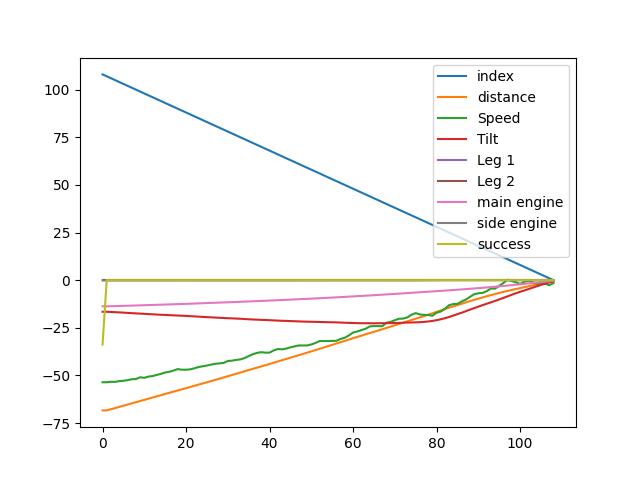 100
75
50
25
0
−25
−50
−75
0
20
40
60
80
100
index
distance
Speed
Tilt
Leg 1
Leg 2
main engine
side engine
success